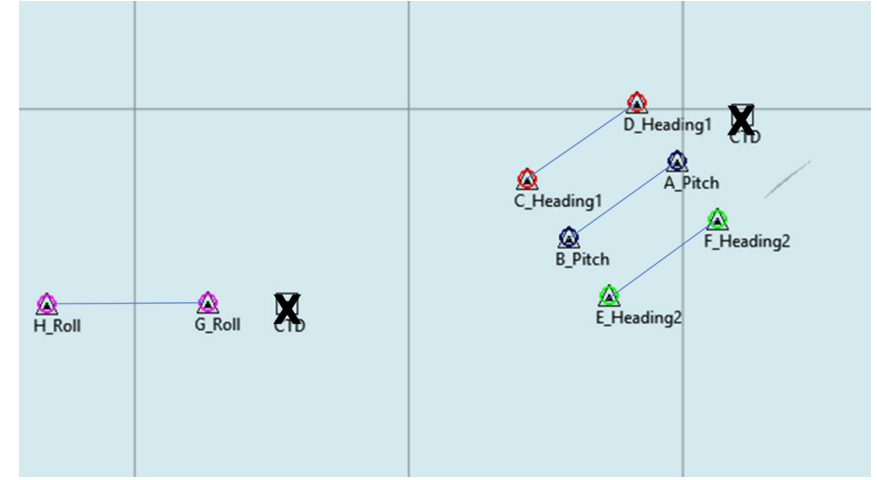 D_Heading1
CTD
A_Pitch
C_Heading1
F_Heading2
B_Pitch
E_Heading2
H_Roll
G_Roll
CTD